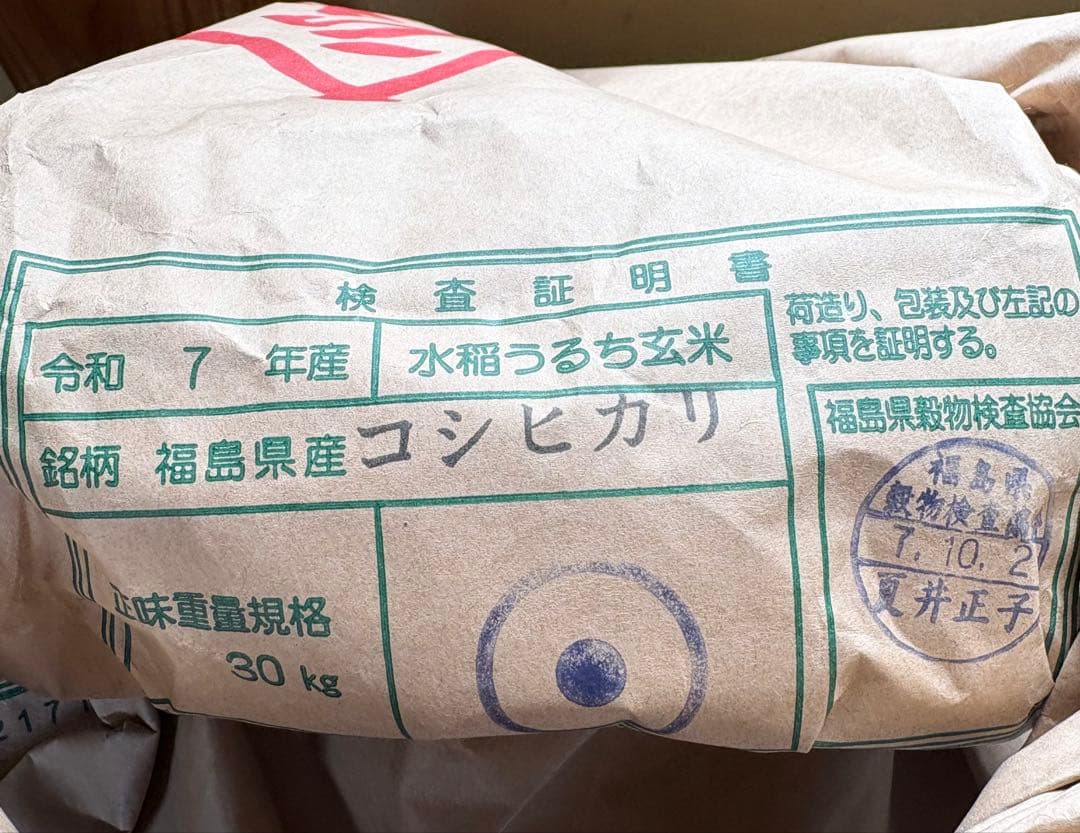 検査証明書
令和 7 年産
水稲うるち玄米
銘柄 福島県産 コシヒカリ
正味重量規格
30 kg
荷造り、包装及び左記の
事項を証明する。
福島県穀物検査協会
福島県
穀物検査協
7.10.2
夏井正子
217